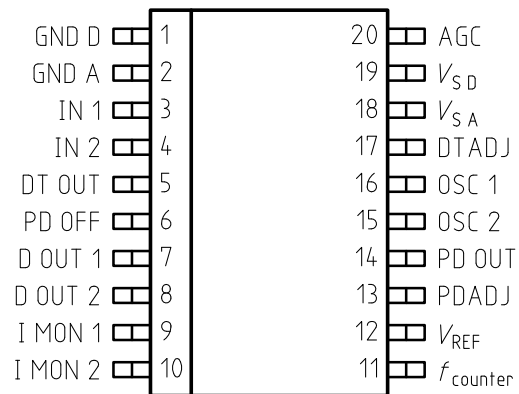 GND D 1 20 AGC
GND A 2 19 VS D
IN 1 3 18 VS A
IN 2 4 17 DTADJ
DT OUT 5 16 OSC 1
PD OFF 6 15 OSC 2
D OUT 1 7 14 PD OUT
D OUT 2 8 13 PDADJ
I MON 1 9 12 VREF
I MON 2 10 11 fcounter